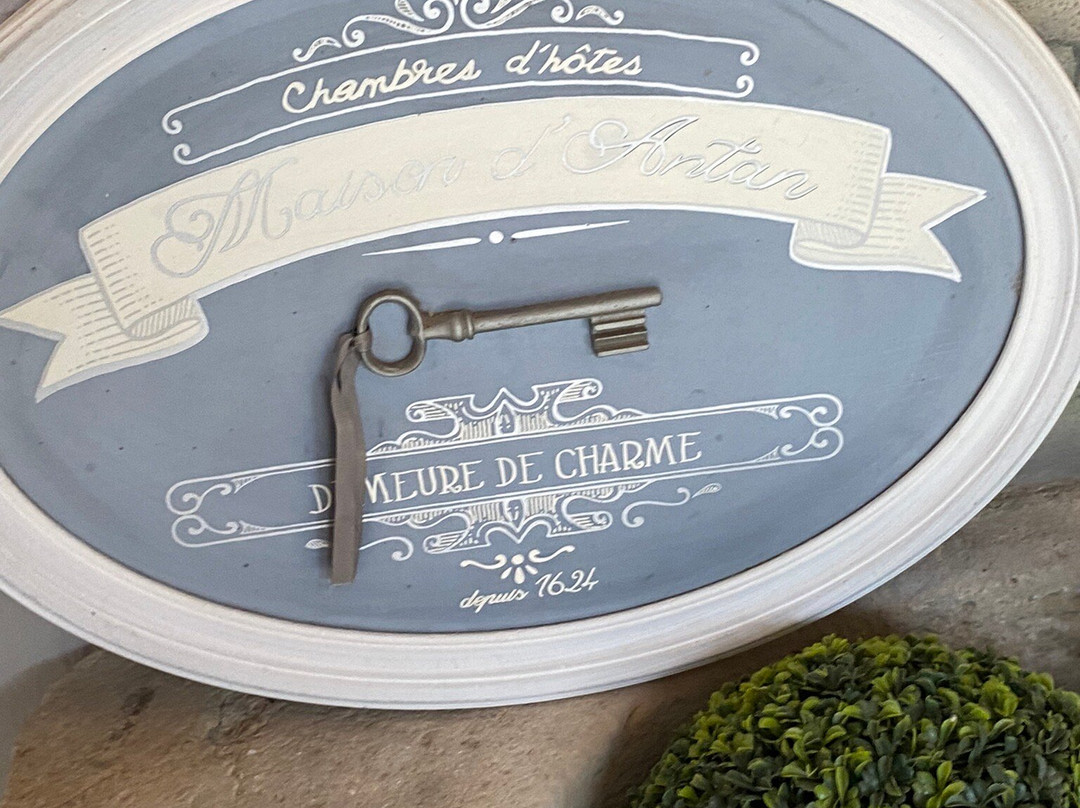 Chambres d'hôtes
Maison d'Antan
DEMEURE DE CHARME
depuis 1624